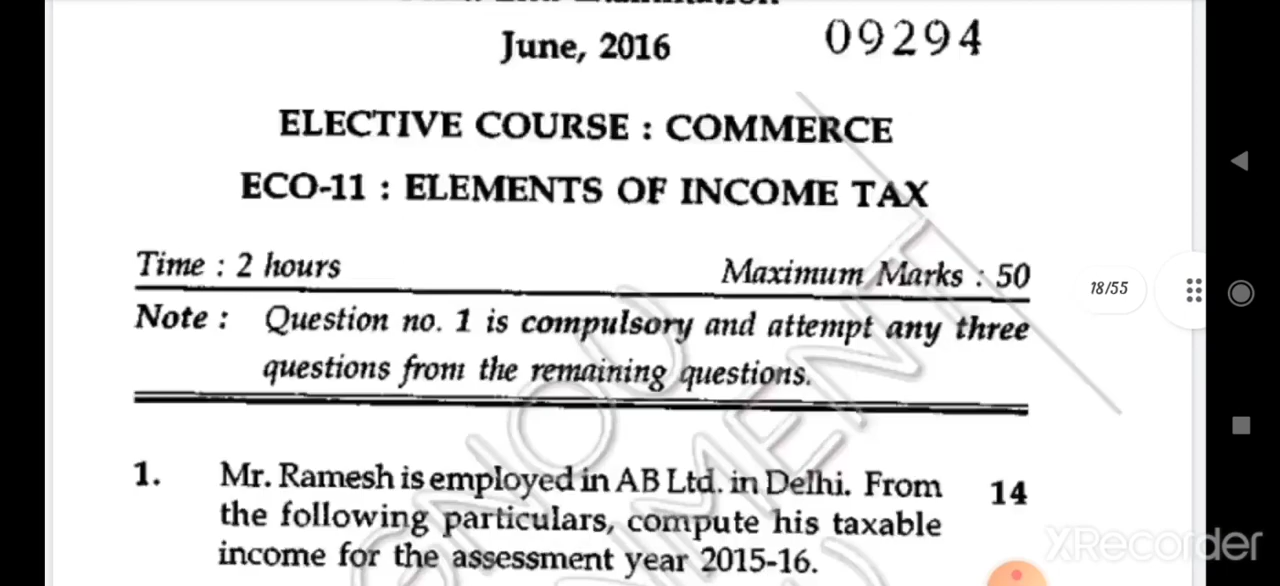 June, 2016
09294
ELECTIVE COURSE : COMMERCE
ECO-11 : ELEMENTS OF INCOME TAX
Time : 2 hours
Maximum Marks : 50
Note : Question no. 1 is compulsory and attempt any three
questions from the remaining questions.
18/55
1. Mr. Ramesh is employed in AB Ltd. in Delhi. From 14
the following particulars, compute his taxable
income for the assessment year 2015-16.
XRecorder